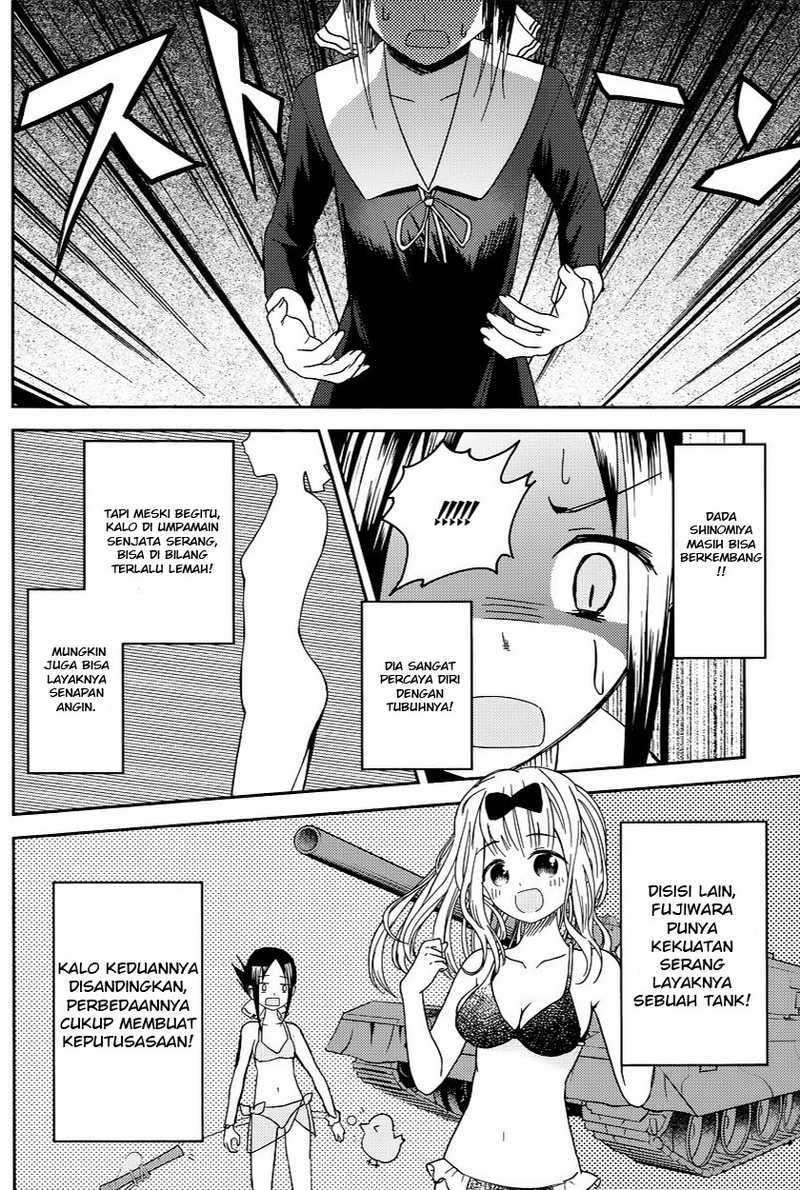 ストーン
DADA
SHINOMIYA
MASIH BISA
BERKEMBANG
!!
!!!!!
DIA SANGAT
PERCAYA DIRI
DENGAN
TUBUHNYA!
TAPI MESKI BEGITU,
KALO DI UMPAMAIN
SENJATA SERANG,
BISA DI BILANG
TERLALU LEMAH!
MUNGKIN
JUGA BISA
LAYAKNYA
SENAPAN
ANGIN.
DISISI LAIN,
FUJIWARA
PUNYA
KEKUATAN
SERANG
LAYAKNYA
SEBUAH TANK!
KALO KEDUANNYA
DISANDINGKAN,
PERBEDAANNYA
CUKUP MEMBUAT
KEPUTUSASAAN!